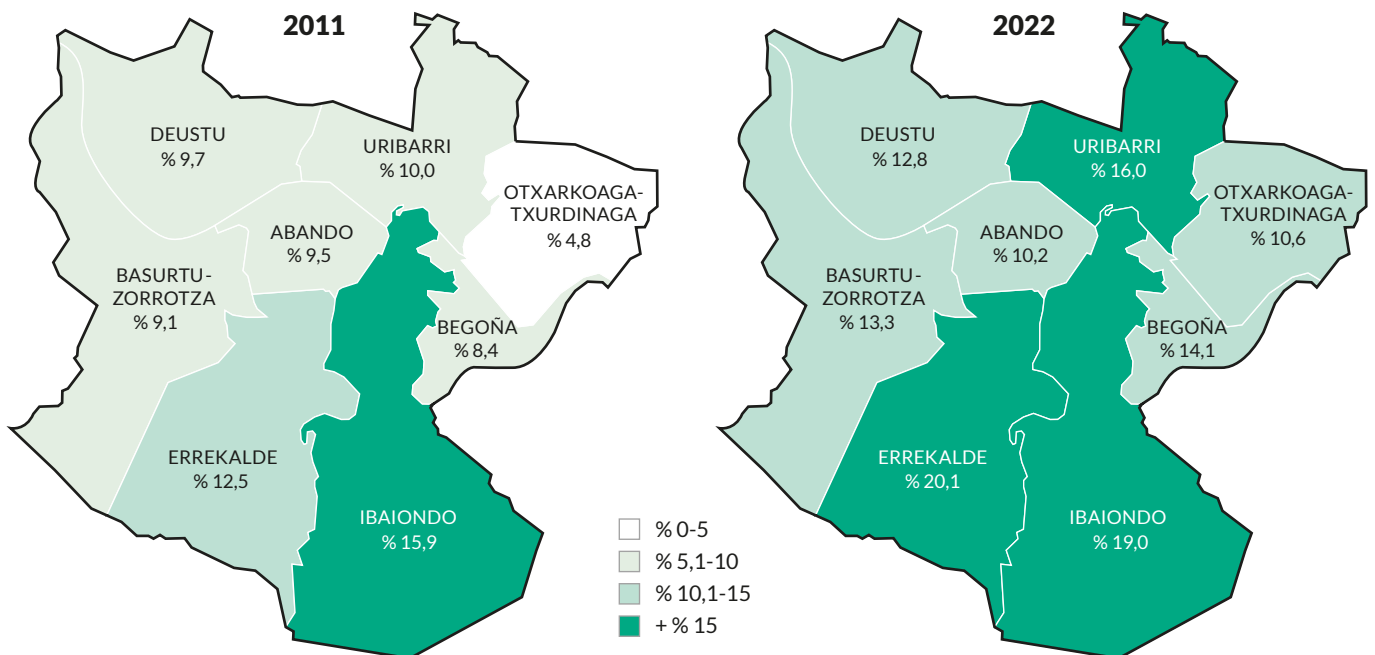 2011
DEUSTU
% 9,7
URIBARRI
% 10,0
OTXARKOAGA-
TXURDINAGA
% 4,8
ABANDO
% 9,5
BASURTU-
ZORROTZA
% 9,1
BEGOÑA
% 8,4
ERREKALDE
% 12,5
IBAIONDO
% 15,9
% 0-5
% 5,1-10
% 10,1-15
+ % 15
2022
DEUSTU
% 12,8
URIBARRI
% 16,0
OTXARKOAGA-
TXURDINAGA
% 10,6
ABANDO
% 10,2
BASURTU-
ZORROTZA
% 13,3
BEGOÑA
% 14,1
ERREKALDE
% 20,1
IBAIONDO
% 19,0